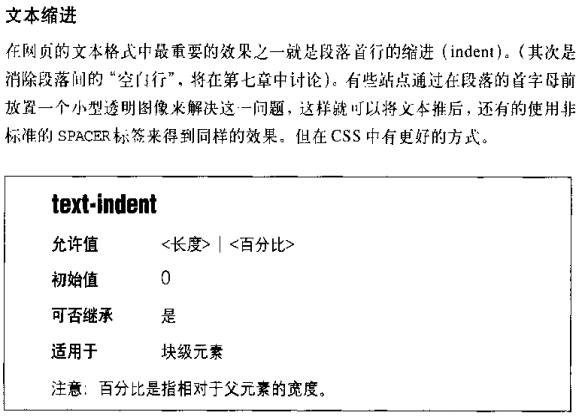 文本缩进
在网页的文本格式中最重要的效果之一就是段落首行的缩进（indent）。（其次是
消除段落间的“空白行”，将在第七章中讨论）。有些站点通过在段落的首字母前
放置一个小型透明图像来解决这一问题，这样就可以将文本推后，还有的使用非
标准的 SPACER 标签来得到同样的效果。但在 CSS 中有更好的方式。
text-indent
允许值 <长度> | <百分比>
初始值 0
可否继承 是
适用于 块级元素
注意：百分比是指相对于父元素的宽度。